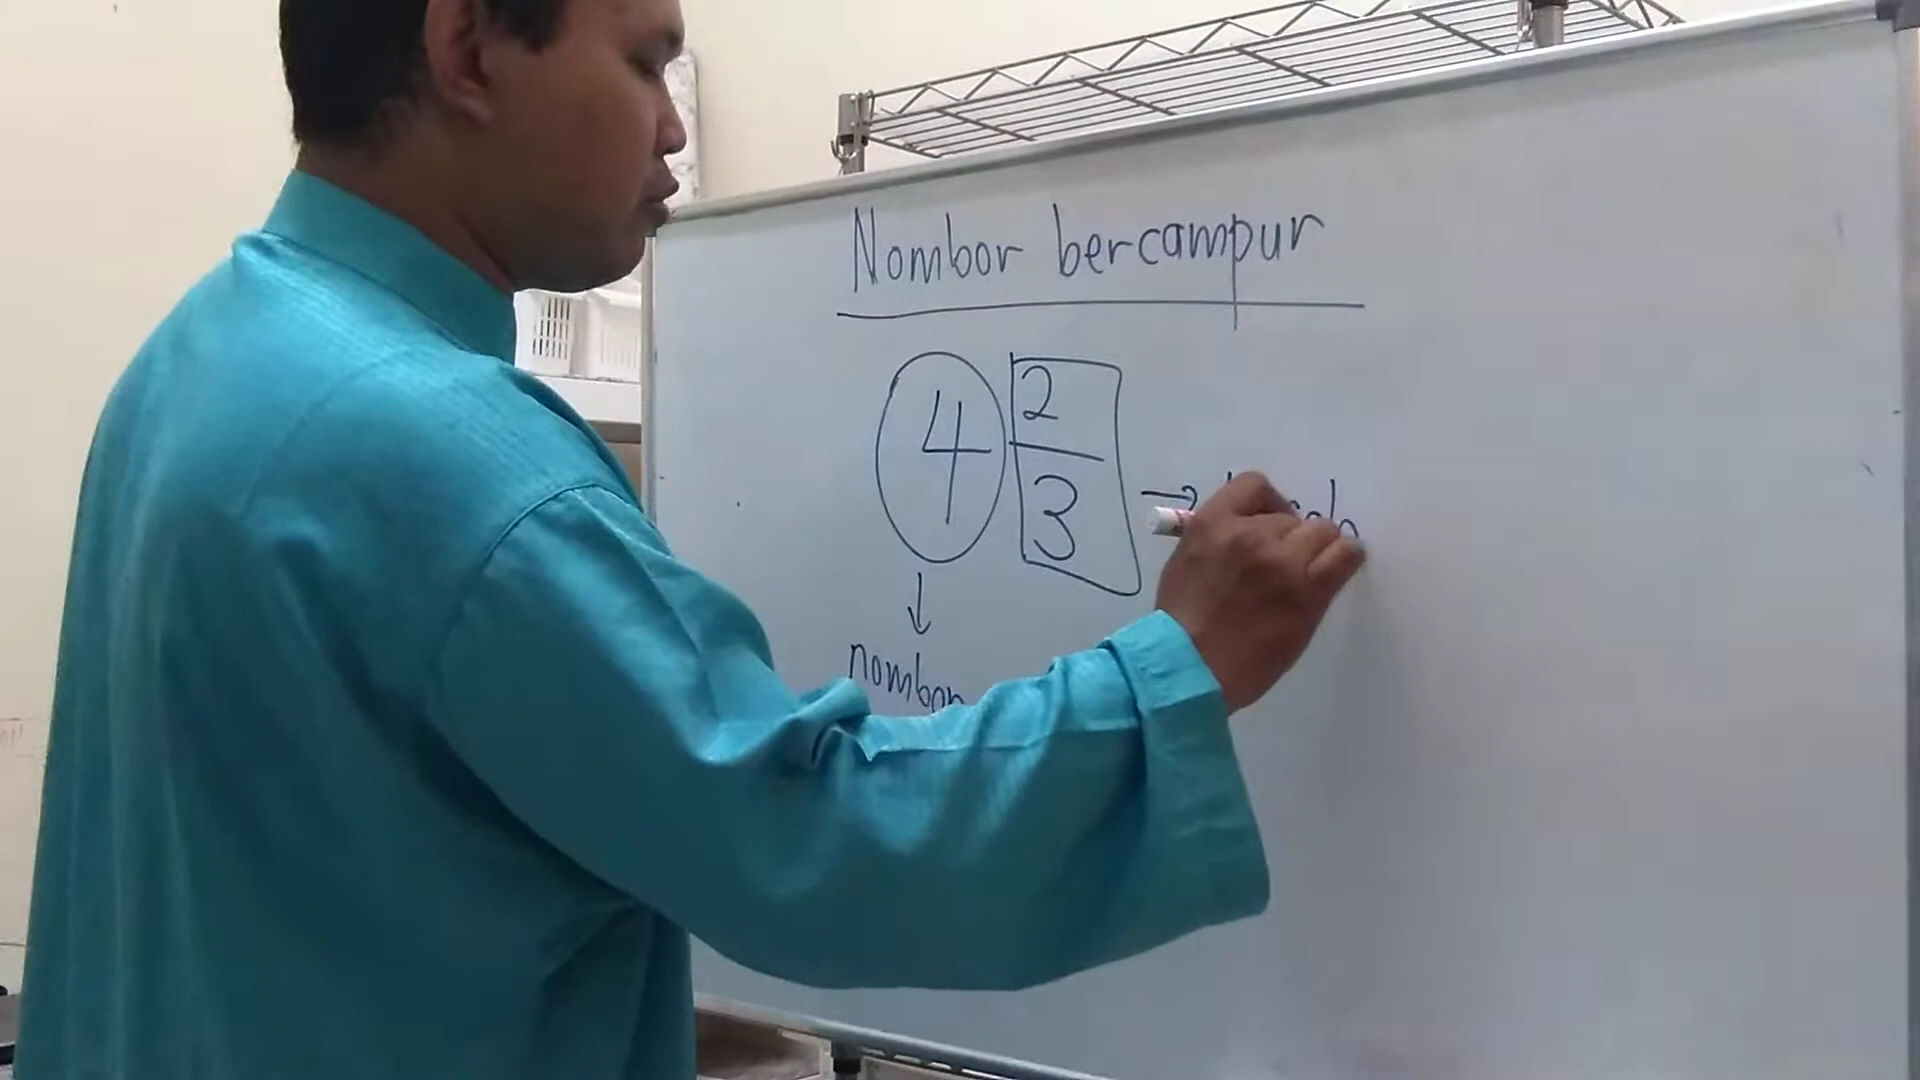 Nombor bercampur
4 2/3 →
↓
nombor